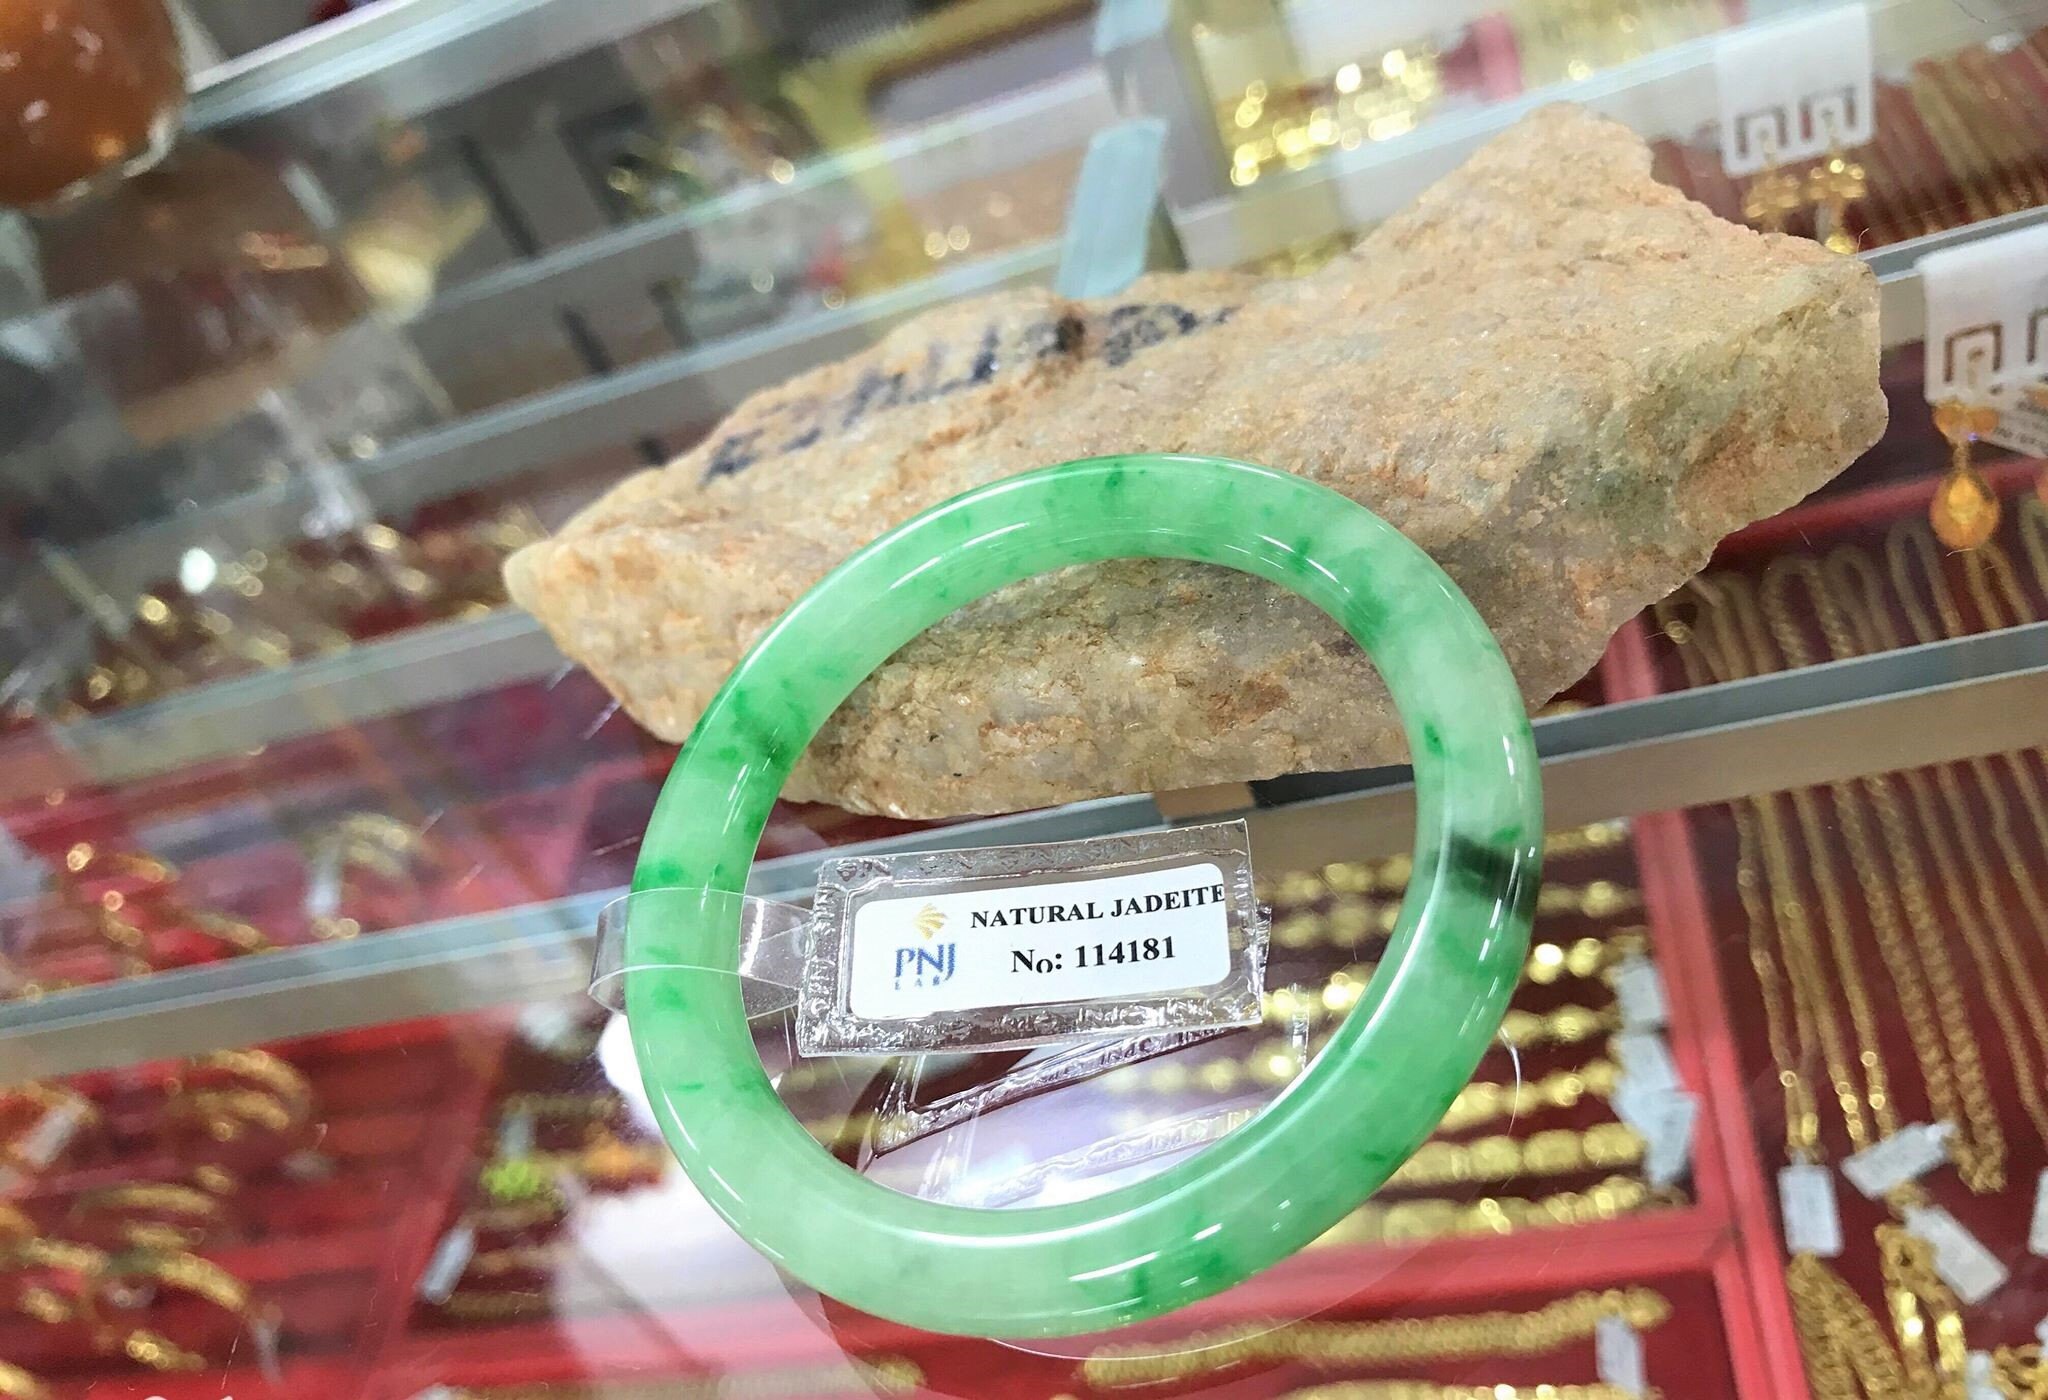 NATURAL JADEITE
No: 114181
PNJ
LAB